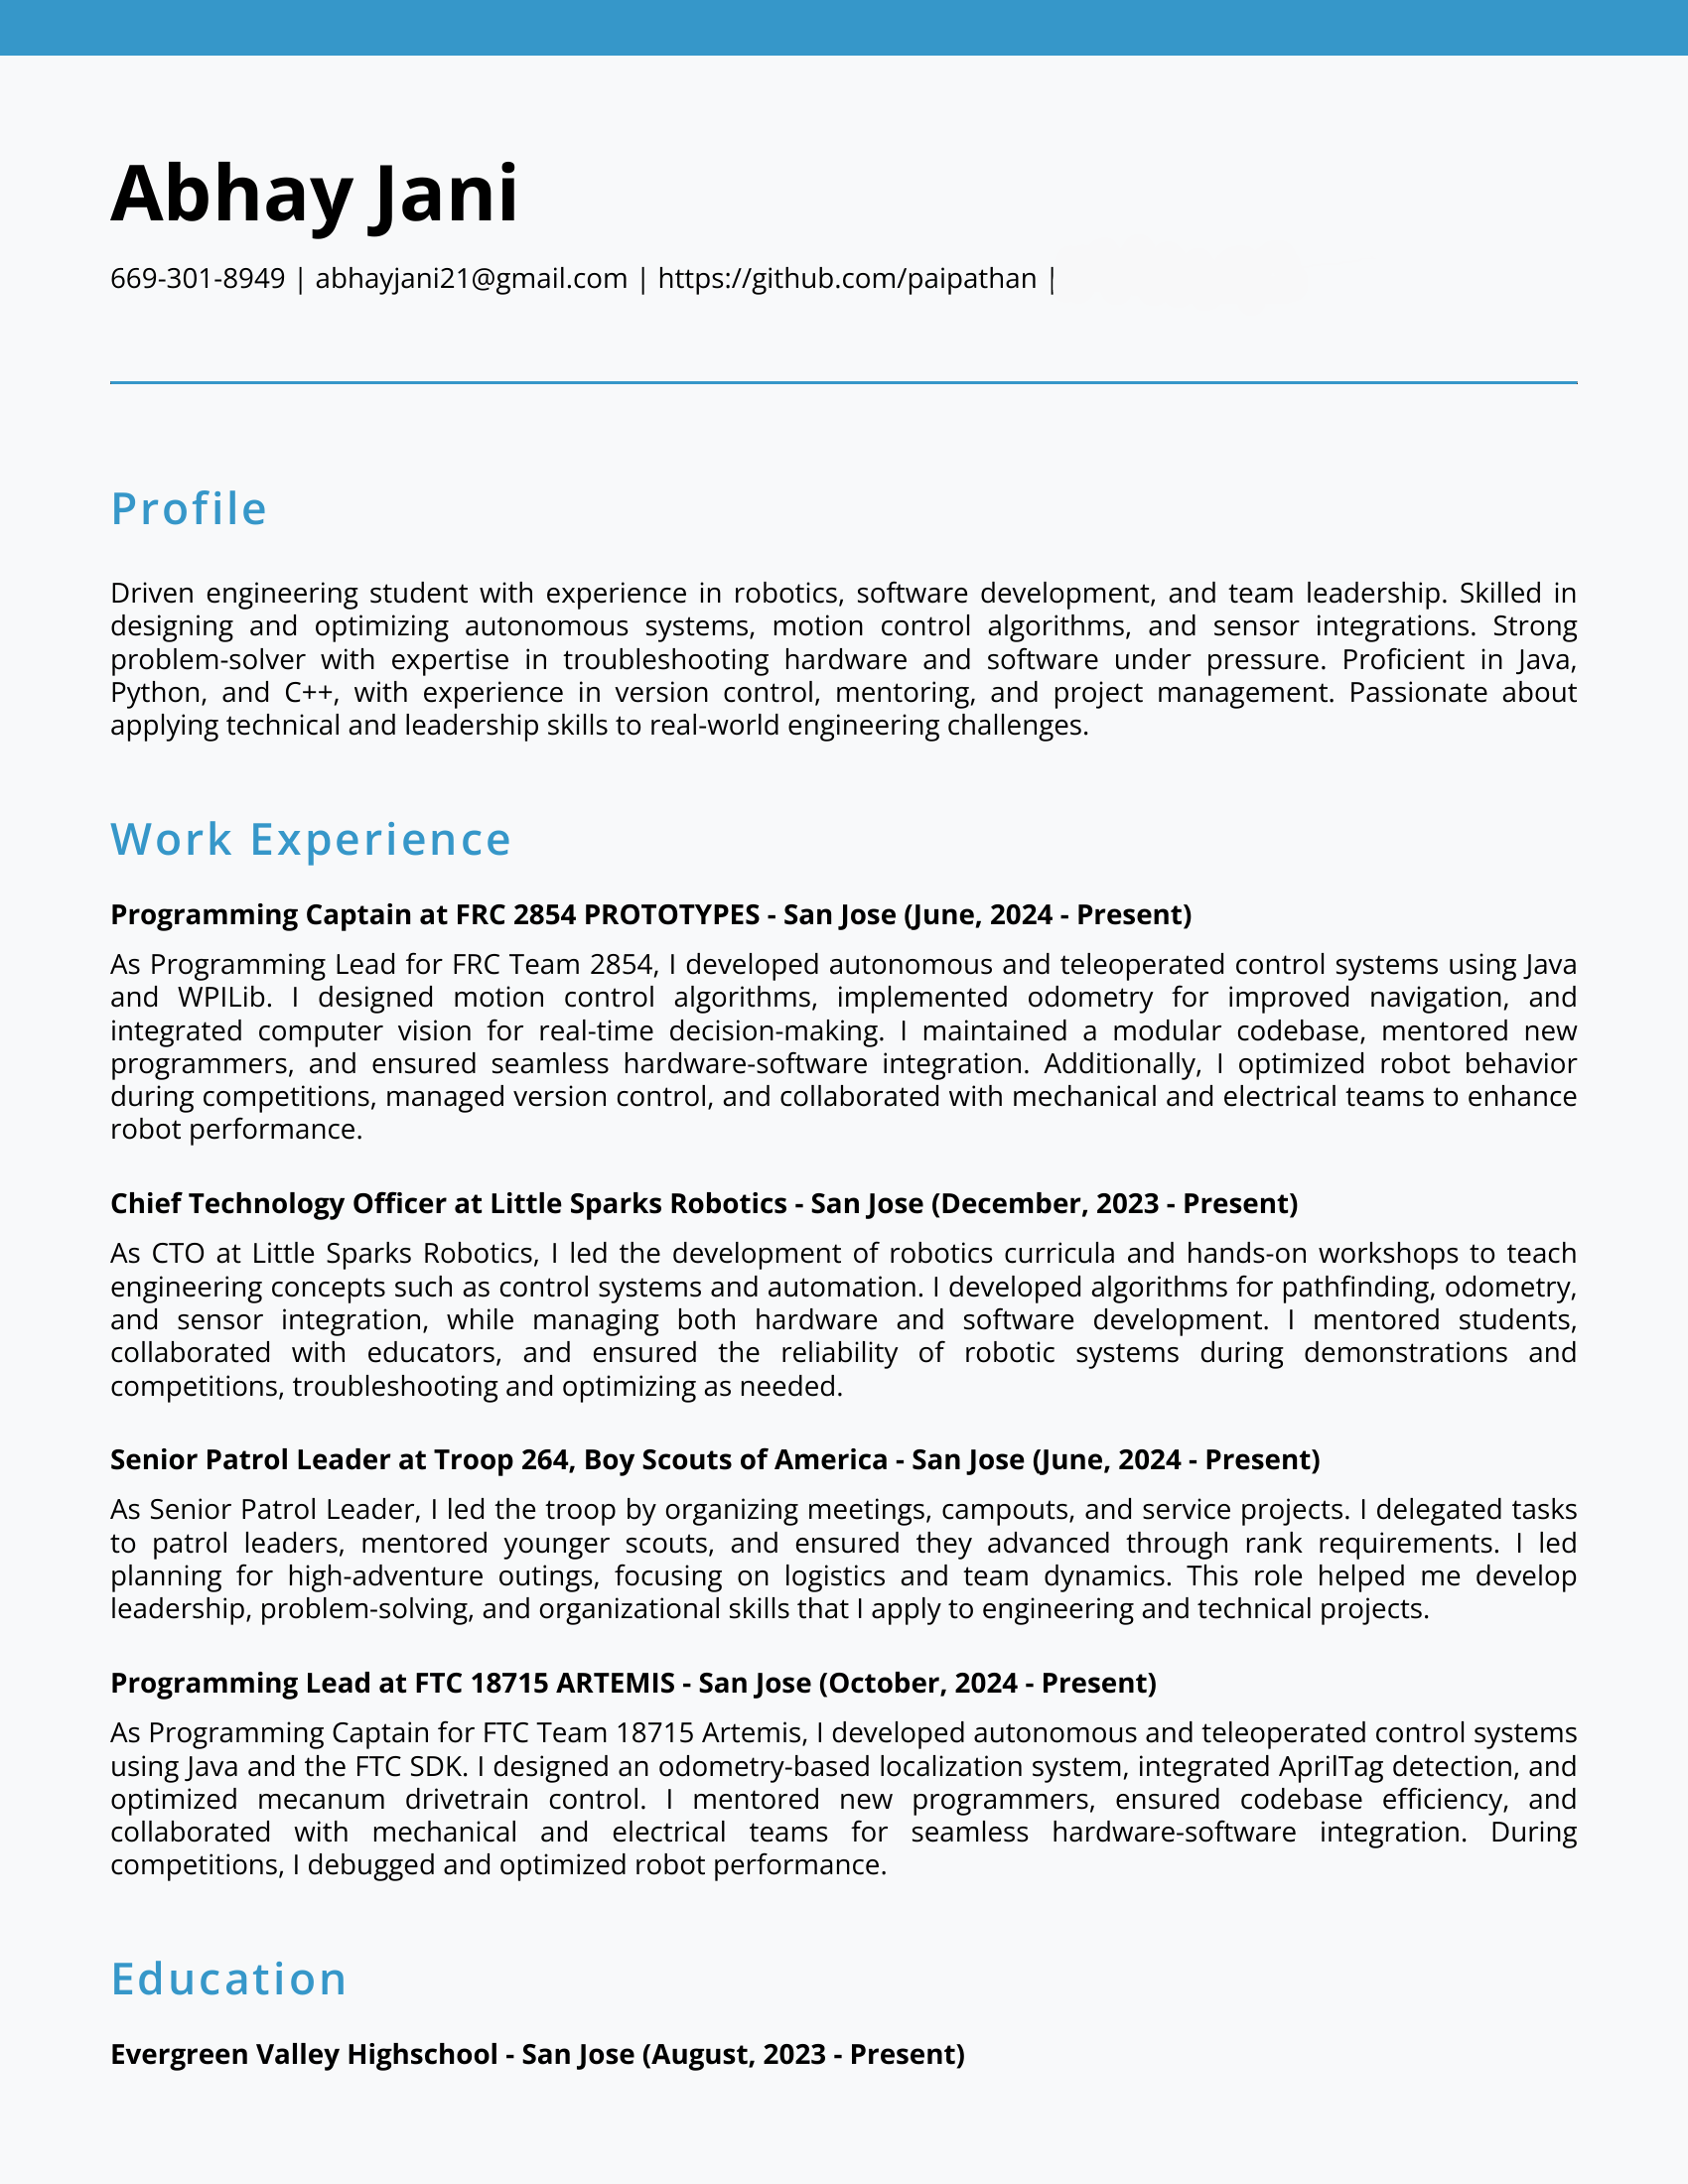 Abhay Jani
669-301-8949 | abhayjani21@gmail.com | https://github.com/paipathan |
Profile
Driven engineering student with experience in robotics, software development, and team leadership. Skilled in
designing and optimizing autonomous systems, motion control algorithms, and sensor integrations. Strong
problem-solver with expertise in troubleshooting hardware and software under pressure. Proficient in Java,
Python, and C++, with experience in version control, mentoring, and project management. Passionate about
applying technical and leadership skills to real-world engineering challenges.
Work Experience
Programming Captain at FRC 2854 PROTOTYPES - San Jose (June, 2024 - Present)
As Programming Lead for FRC Team 2854, I developed autonomous and teleoperated control systems using Java
and WPILib. I designed motion control algorithms, implemented odometry for improved navigation, and
integrated computer vision for real-time decision-making. I maintained a modular codebase, mentored new
programmers, and ensured seamless hardware-software integration. Additionally, I optimized robot behavior
during competitions, managed version control, and collaborated with mechanical and electrical teams to enhance
robot performance.
Chief Technology Officer at Little Sparks Robotics - San Jose (December, 2023 - Present)
As CTO at Little Sparks Robotics, I led the development of robotics curricula and hands-on workshops to teach
engineering concepts such as control systems and automation. I developed algorithms for pathfinding, odometry,
and sensor integration, while managing both hardware and software development. I mentored students,
collaborated with educators, and ensured the reliability of robotic systems during demonstrations and
competitions, troubleshooting and optimizing as needed.
Senior Patrol Leader at Troop 264, Boy Scouts of America - San Jose (June, 2024 - Present)
As Senior Patrol Leader, I led the troop by organizing meetings, campouts, and service projects. I delegated tasks
to patrol leaders, mentored younger scouts, and ensured they advanced through rank requirements. I led
planning for high-adventure outings, focusing on logistics and team dynamics. This role helped me develop
leadership, problem-solving, and organizational skills that I apply to engineering and technical projects.
Programming Lead at FTC 18715 ARTEMIS - San Jose (October, 2024 - Present)
As Programming Captain for FTC Team 18715 Artemis, I developed autonomous and teleoperated control systems
using Java and the FTC SDK. I designed an odometry-based localization system, integrated AprilTag detection, and
optimized mecanum drivetrain control. I mentored new programmers, ensured codebase efficiency, and
collaborated with mechanical and electrical teams for seamless hardware-software integration. During
competitions, I debugged and optimized robot performance.
Education
Evergreen Valley Highschool - San Jose (August, 2023 - Present)